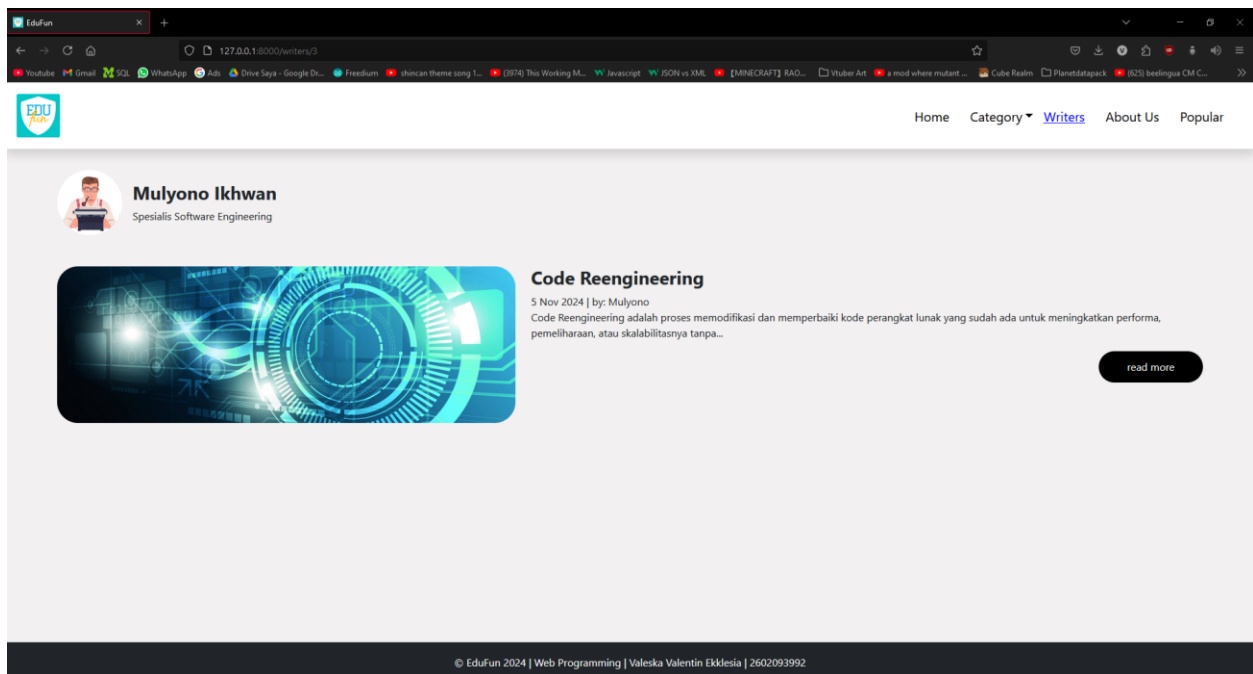 EduFun
127.0.0.1:8000/writers/3
Youtube Gmail SQL WhatsApp Ads Drive Saya - Google Dr... Freedium shincan theme song 1... (3974) This Working M... Javascript JSON vs XML [MINECRAFT] RAO... Vtuber Art a mod where mutant ... Cube Realm Planetdatapack (625) beelingua CM C...
EDU
fun
Home Category Writers About Us Popular
Mulyono Ikhwan
Spesialis Software Engineering
Code Reengineering
5 Nov 2024 | by: Mulyono
Code Reengineering adalah proses memodifikasi dan memperbaiki kode perangkat lunak yang sudah ada untuk meningkatkan performa,
pemeliharaan, atau skalabilitasnya tanpa...
read more
© EduFun 2024 | Web Programming | Valeska Valentin Ekklesia | 2602093992